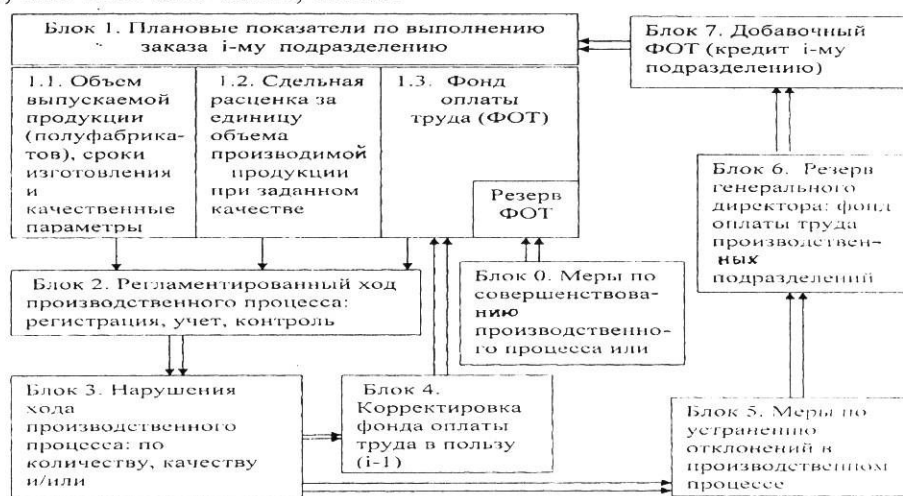 Блок 1. Плановые показатели по выполнению
заказа i-му подразделению
Блок 7. Добавочный
ФОТ (кредит i-му
подразделению)
1.1. Объем
выпускаемой
продукции
(полуфабрика-
тов), сроки
изготовления
и
качественные
параметры
1.2. Сдельная
расценка за
единицу
объема
производимой
продукции
при заданном
качестве
1.3. Фонд
оплаты
труда (ФОТ)
Резерв
ФОТ
Блок 6. Резерв
генерального
директора: фонд
оплаты труда
производствен-
ных
подразделений
Блок 2. Регламентированный ход
производственного процесса:
регистрация, учет, контроль
Блок 0. Меры по
совершенствова-
нию
производственно-
го процесса или
Блок 3. Нарушения
хода
производственного
процесса: по
количеству, качеству
и/или
Блок 4.
Корректировка
фонда оплаты
труда в пользу
(i-1)
Блок 5. Меры по
устранению
отклонений в
производственном
процессе